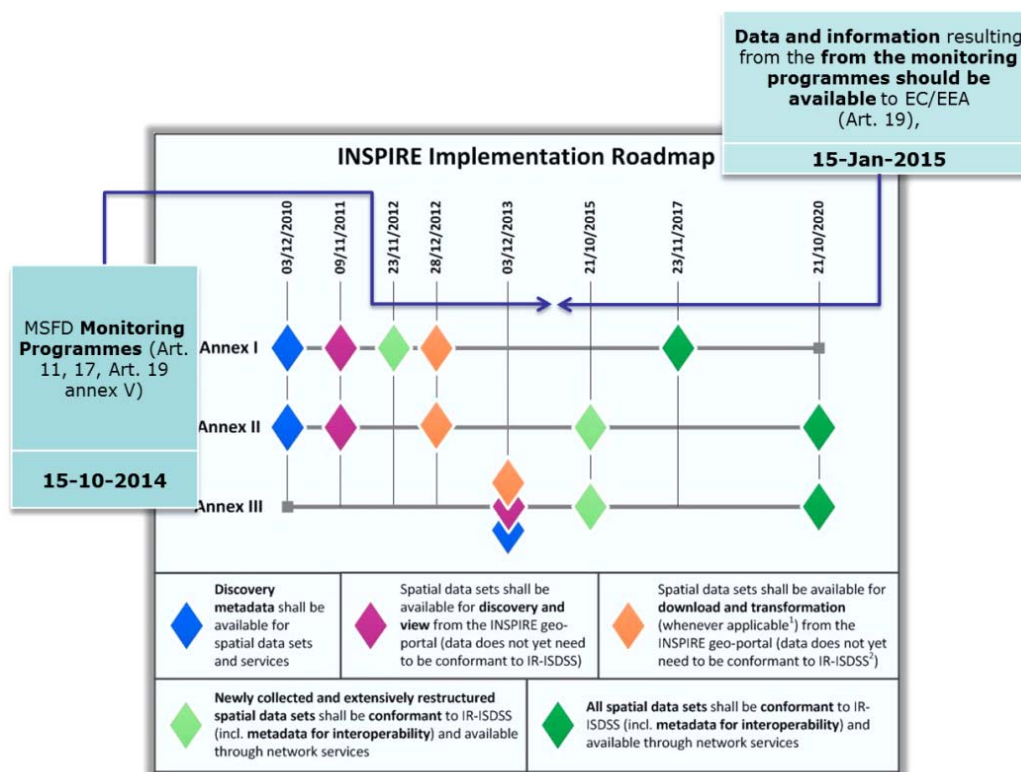 Data and information resulting
from the from the monitoring
programmes should be
available to EC/EEA
(Art. 19),
15-Jan-2015
INSPIRE Implementation Roadmap
03/12/2010
09/11/2011
23/11/2012
28/12/2012
03/12/2013
21/10/2015
23/11/2017
21/10/2020
MSFD Monitoring
Programmes (Art.
11, 17, Art. 19
annex V)
15-10-2014
Annex I
Annex II
Annex III
Discovery
metadata shall be
available for
spatial data sets
and services
Spatial data sets shall be
available for discovery and
view from the INSPIRE geo-
portal (data does not yet need
to be conformant to IR-ISDSS)
Spatial data sets shall be available for
download and transformation
(whenever applicable¹) from the
INSPIRE geo-portal (data does not yet
need to be conformant to IR-ISDSS²)
Newly collected and extensively restructured
spatial data sets shall be conformant to IR-ISDSS
(incl. metadata for interoperability) and available
through network services
All spatial data sets shall be conformant to IR-
ISDSS (incl. metadata for interoperability) and
available through network services